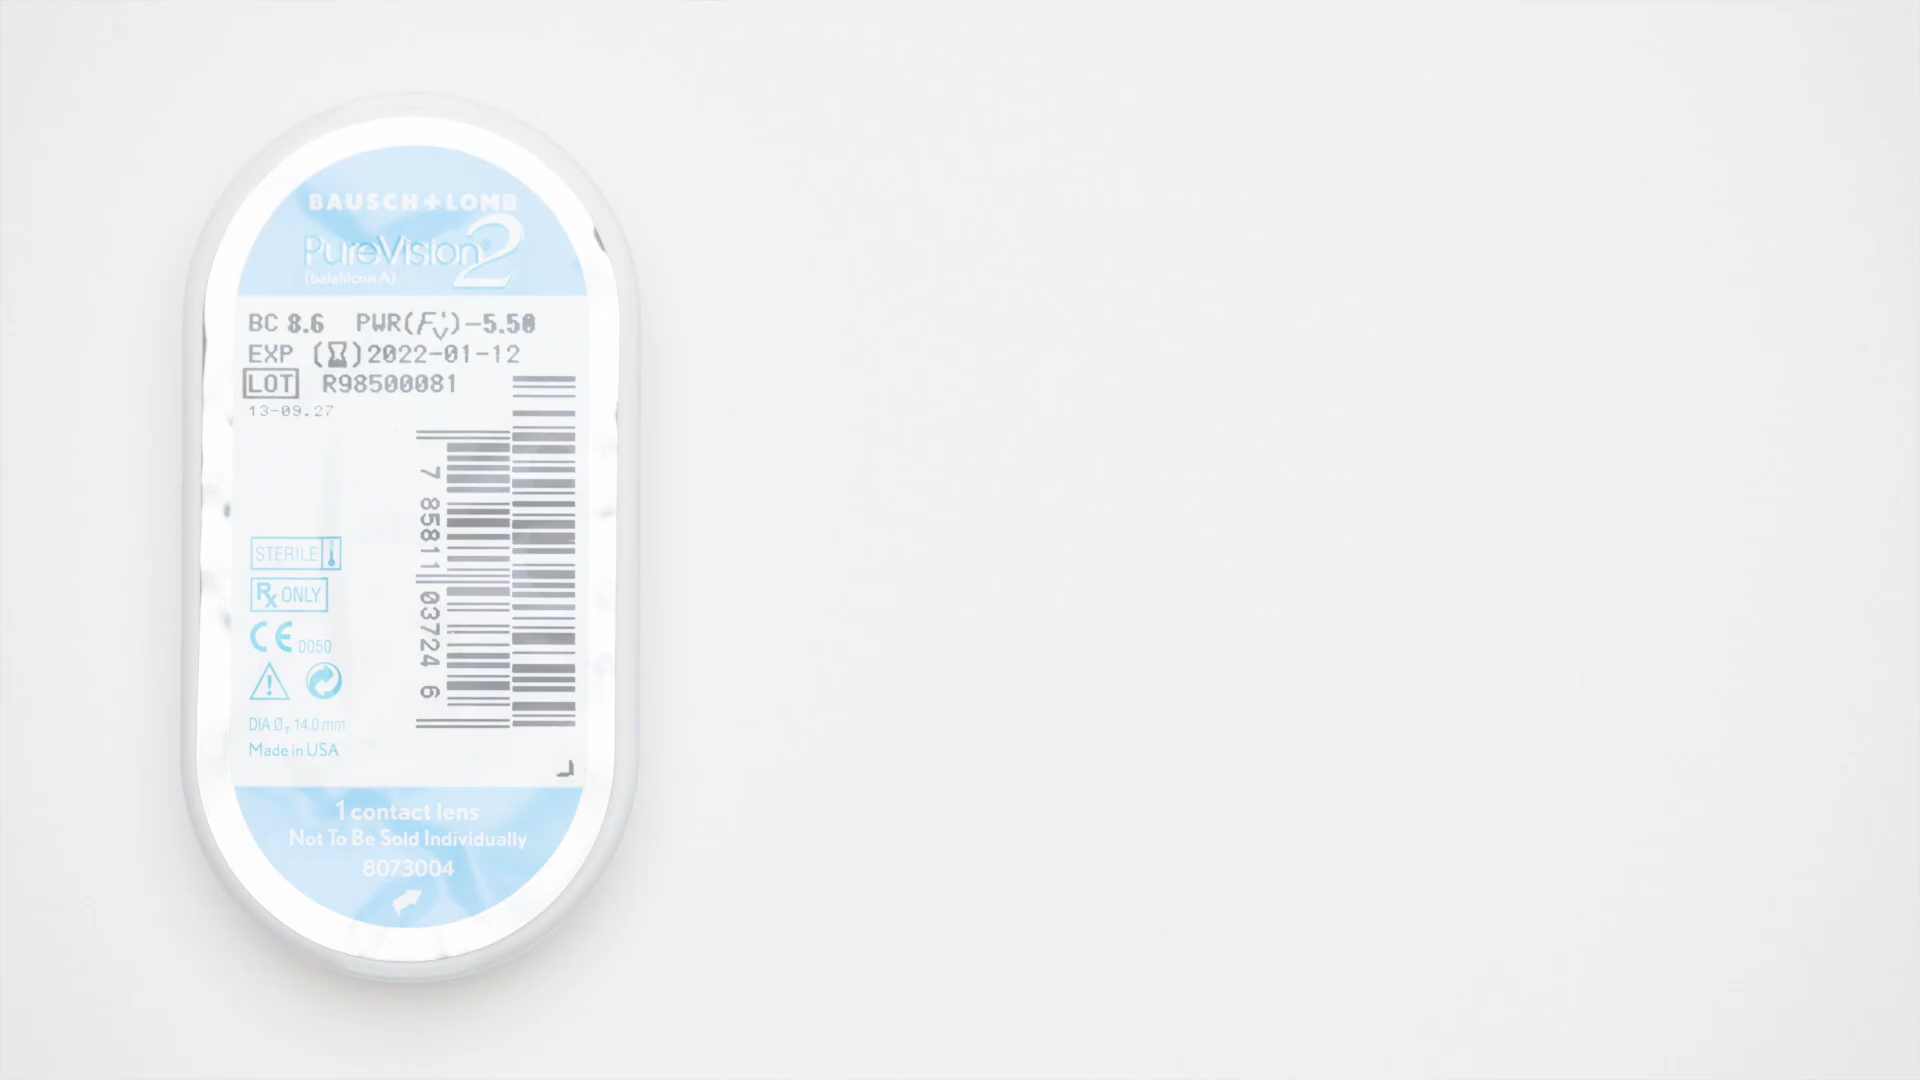 BAUSCH+LOMB
PureVision®2
(balafilcon A)
BC 8.6 PWR(F'v)-5.50
EXP (⌛)2022-01-12
LOT R98500081
13-09.27
7 85811 03724 6
STERILE
Rx ONLY
CE 0050
DIA ØT 14.0 mm
Made in USA
1 contact lens
Not To Be Sold Individually
8073004